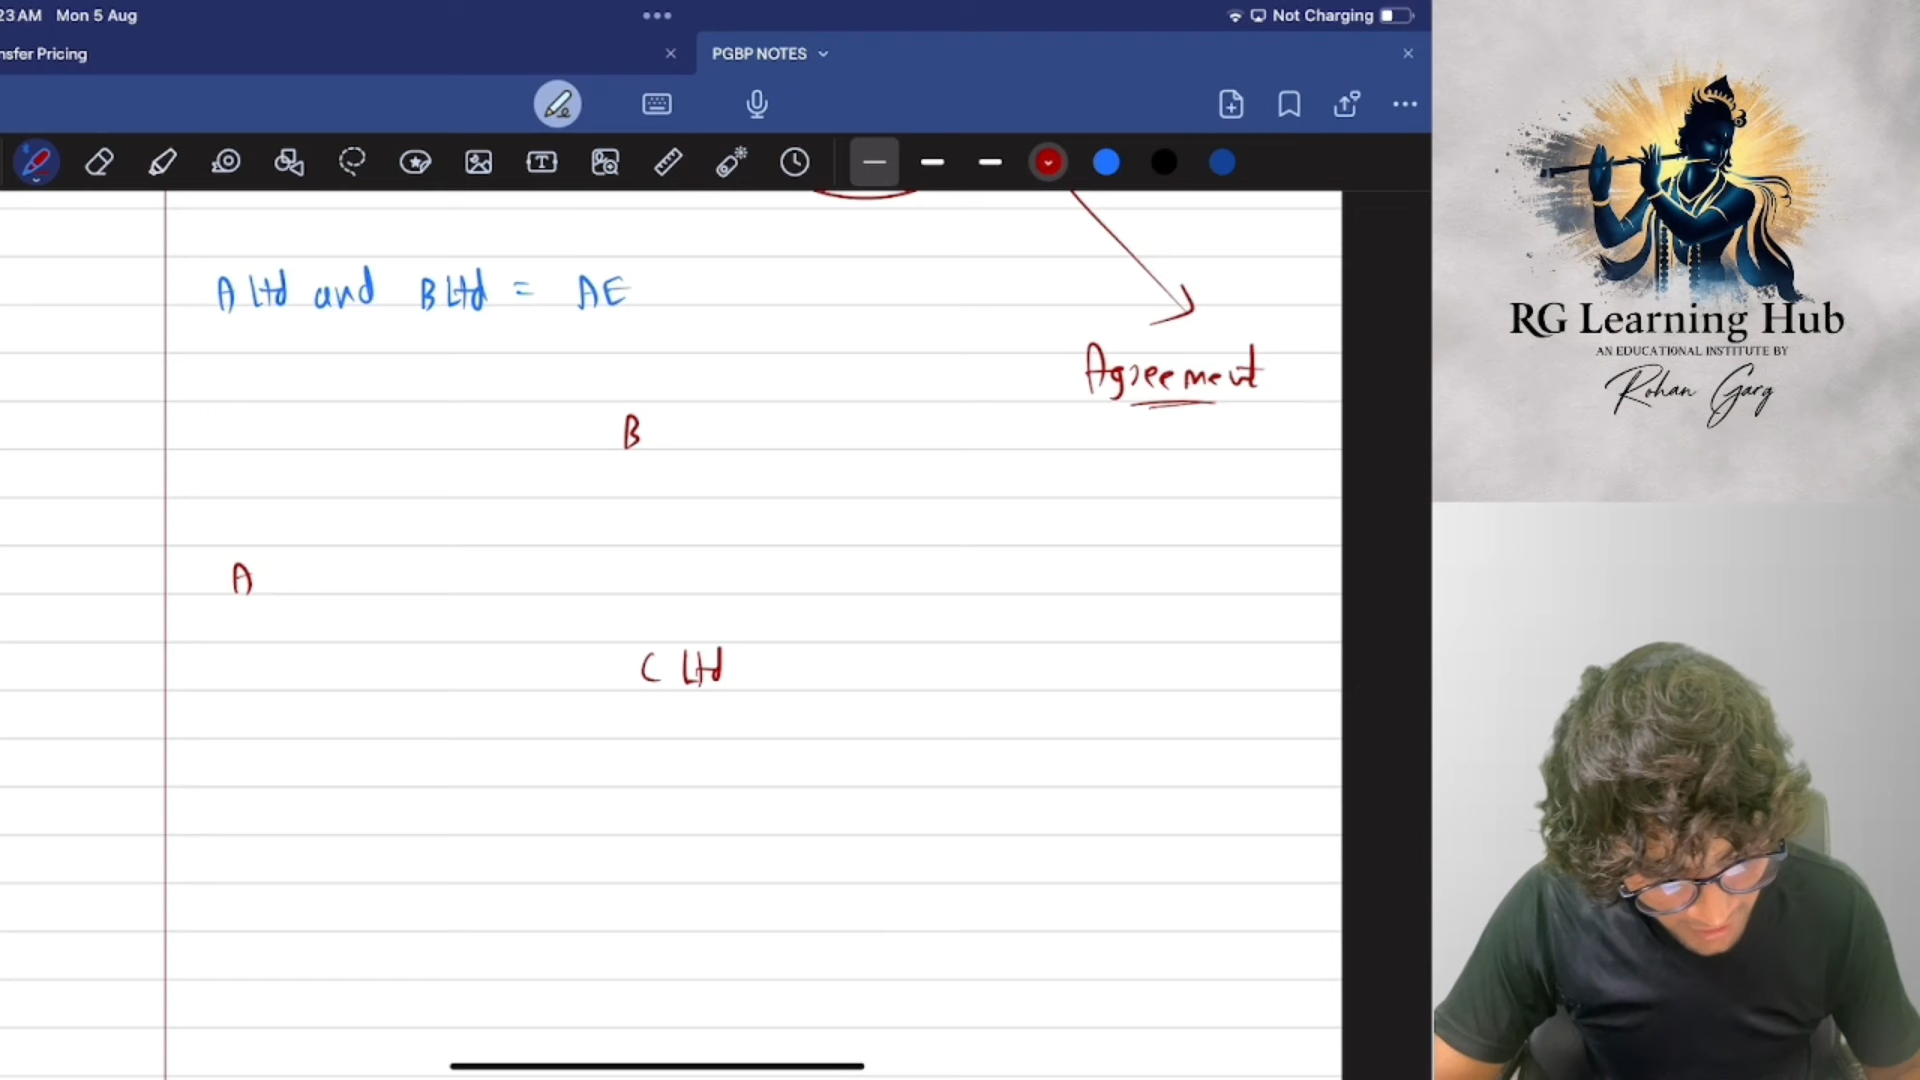 23 AM Mon 5 Aug
Not Charging
nsfer Pricing
PGBP NOTES
A Ltd and B Ltd = AE
Agreement
B
A
C Ltd
RG Learning Hub
AN EDUCATIONAL INSTITUTE BY
Rohan Garg